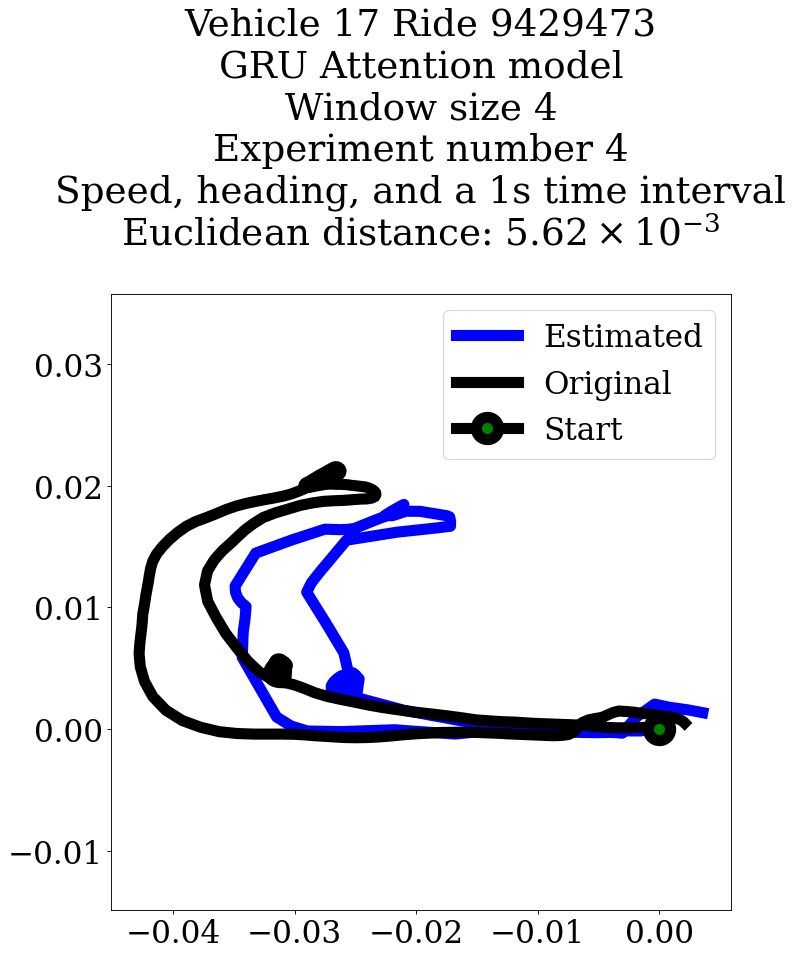 Vehicle 17 Ride 9429473
GRU Attention model
Window size 4
Experiment number 4
Speed, heading, and a 1s time interval
Euclidean distance: 5.62 × 10⁻³
Estimated
Original
Start
0.03
0.02
0.01
0.00
−0.01
−0.04 −0.03 −0.02 −0.01 0.00